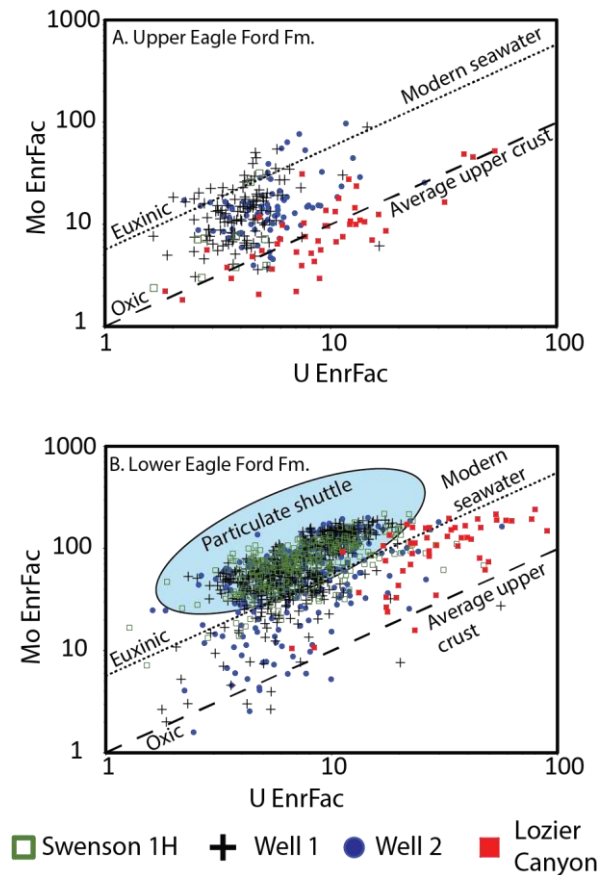 A. Upper Eagle Ford Fm.
1000
100
10
1
Mo EnrFac
Modern seawater
Average upper crust
Euxinic
Oxic
1
10
100
U EnrFac
B. Lower Eagle Ford Fm.
1000
100
10
1
Mo EnrFac
Particulate shuttle
Modern
seawater
Average upper
crust
Euxinic
Oxic
1
10
100
U EnrFac
Swenson 1H
Well 1
Well 2
Lozier
Canyon